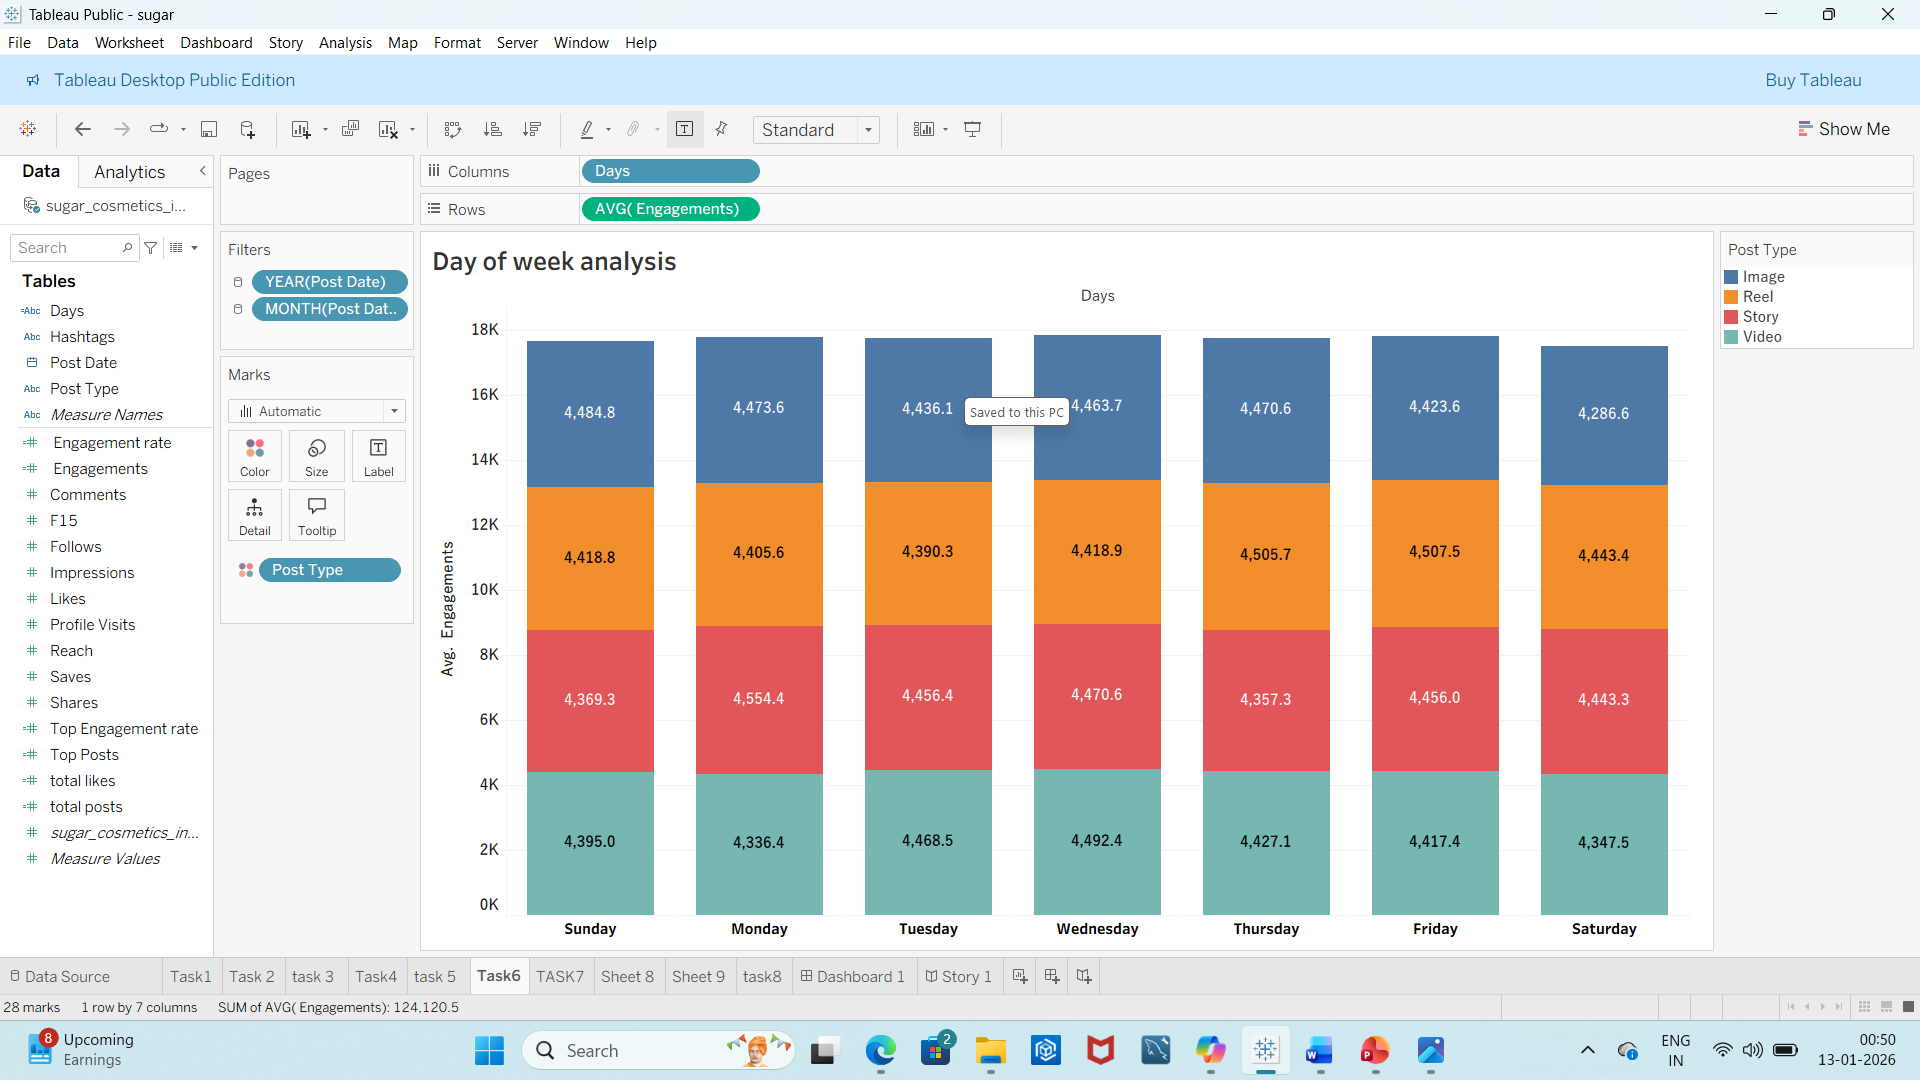 Tableau Public - sugar
File Data Worksheet Dashboard Story Analysis Map Format Server Window Help
Tableau Desktop Public Edition
Buy Tableau
Standard
Show Me
Data Analytics
sugar_cosmetics_i...
Search
Tables
Abc Days
Abc Hashtags
Post Date
Abc Post Type
Abc Measure Names
Engagement rate
Engagements
Comments
F15
Follows
Impressions
Likes
Profile Visits
Reach
Saves
Shares
Top Engagement rate
Top Posts
total likes
total posts
sugar_cosmetics_in...
Measure Values
Pages
Filters
YEAR(Post Date)
MONTH(Post Dat..
Marks
Automatic
Color Size Label
Detail Tooltip
Post Type
Columns Days
Rows AVG( Engagements)
Day of week analysis
Days
Avg. Engagements
18K
16K
14K
12K
10K
8K
6K
4K
2K
0K
4,484.8 4,473.6 4,436.1 4,463.7 4,470.6 4,423.6 4,286.6
Saved to this PC
4,418.8 4,405.6 4,390.3 4,418.9 4,505.7 4,507.5 4,443.4
4,369.3 4,554.4 4,456.4 4,470.6 4,357.3 4,456.0 4,443.3
4,395.0 4,336.4 4,468.5 4,492.4 4,427.1 4,417.4 4,347.5
Sunday Monday Tuesday Wednesday Thursday Friday Saturday
Post Type
Image
Reel
Story
Video
Data Source Task1 Task 2 task 3 Task4 task 5 Task6 TASK7 Sheet 8 Sheet 9 task8 Dashboard 1 Story 1
28 marks 1 row by 7 columns SUM of AVG( Engagements): 124,120.5
8
Upcoming
Earnings
Search
2
ENG
IN
00:50
13-01-2026